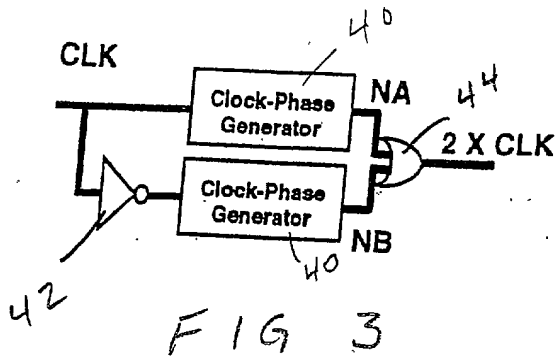 40
CLK
Clock-Phase
Generator
NA
44
2 X CLK
Clock-Phase
Generator
NB
40
42
FIG 3